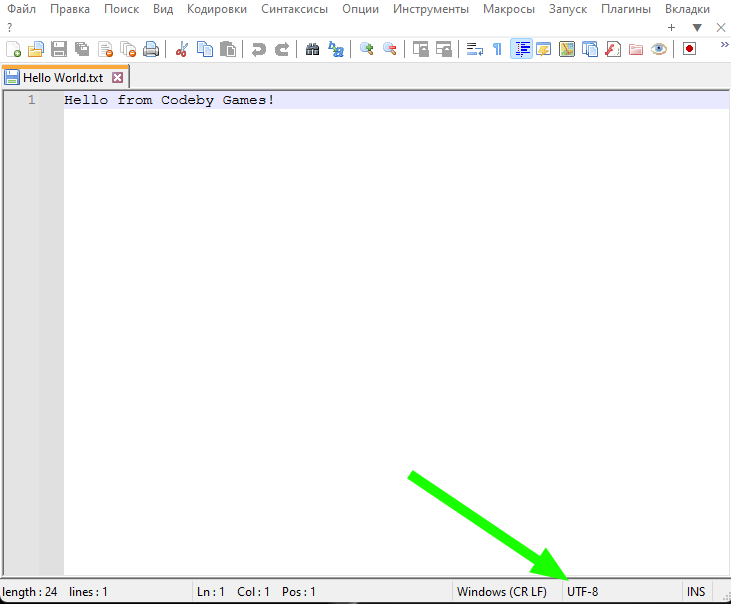 Файл Правка Поиск Вид Кодировки Синтаксисы Опции Инструменты Макросы Запуск Плагины Вкладки
?
Hello World.txt
1 Hello from Codeby Games!
length : 24 lines : 1 Ln : 1 Col : 1 Pos : 1 Windows (CR LF) UTF-8 INS